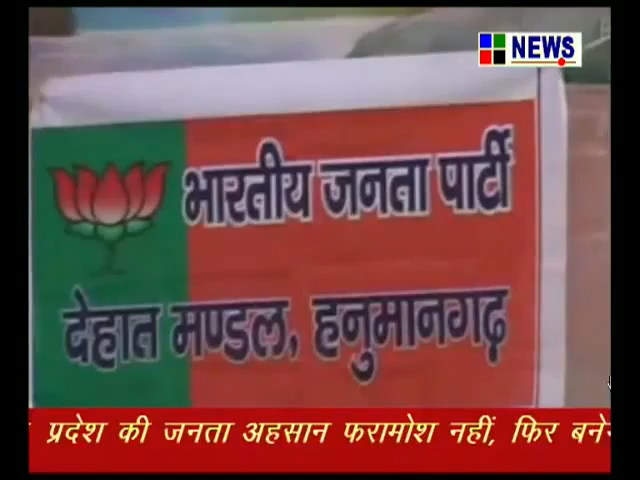 NEWS
भारतीय जनता पार्टी
देहात मण्डल, हनुमानगढ़
प्रदेश की जनता अहसान फरामोश नहीं, फिर